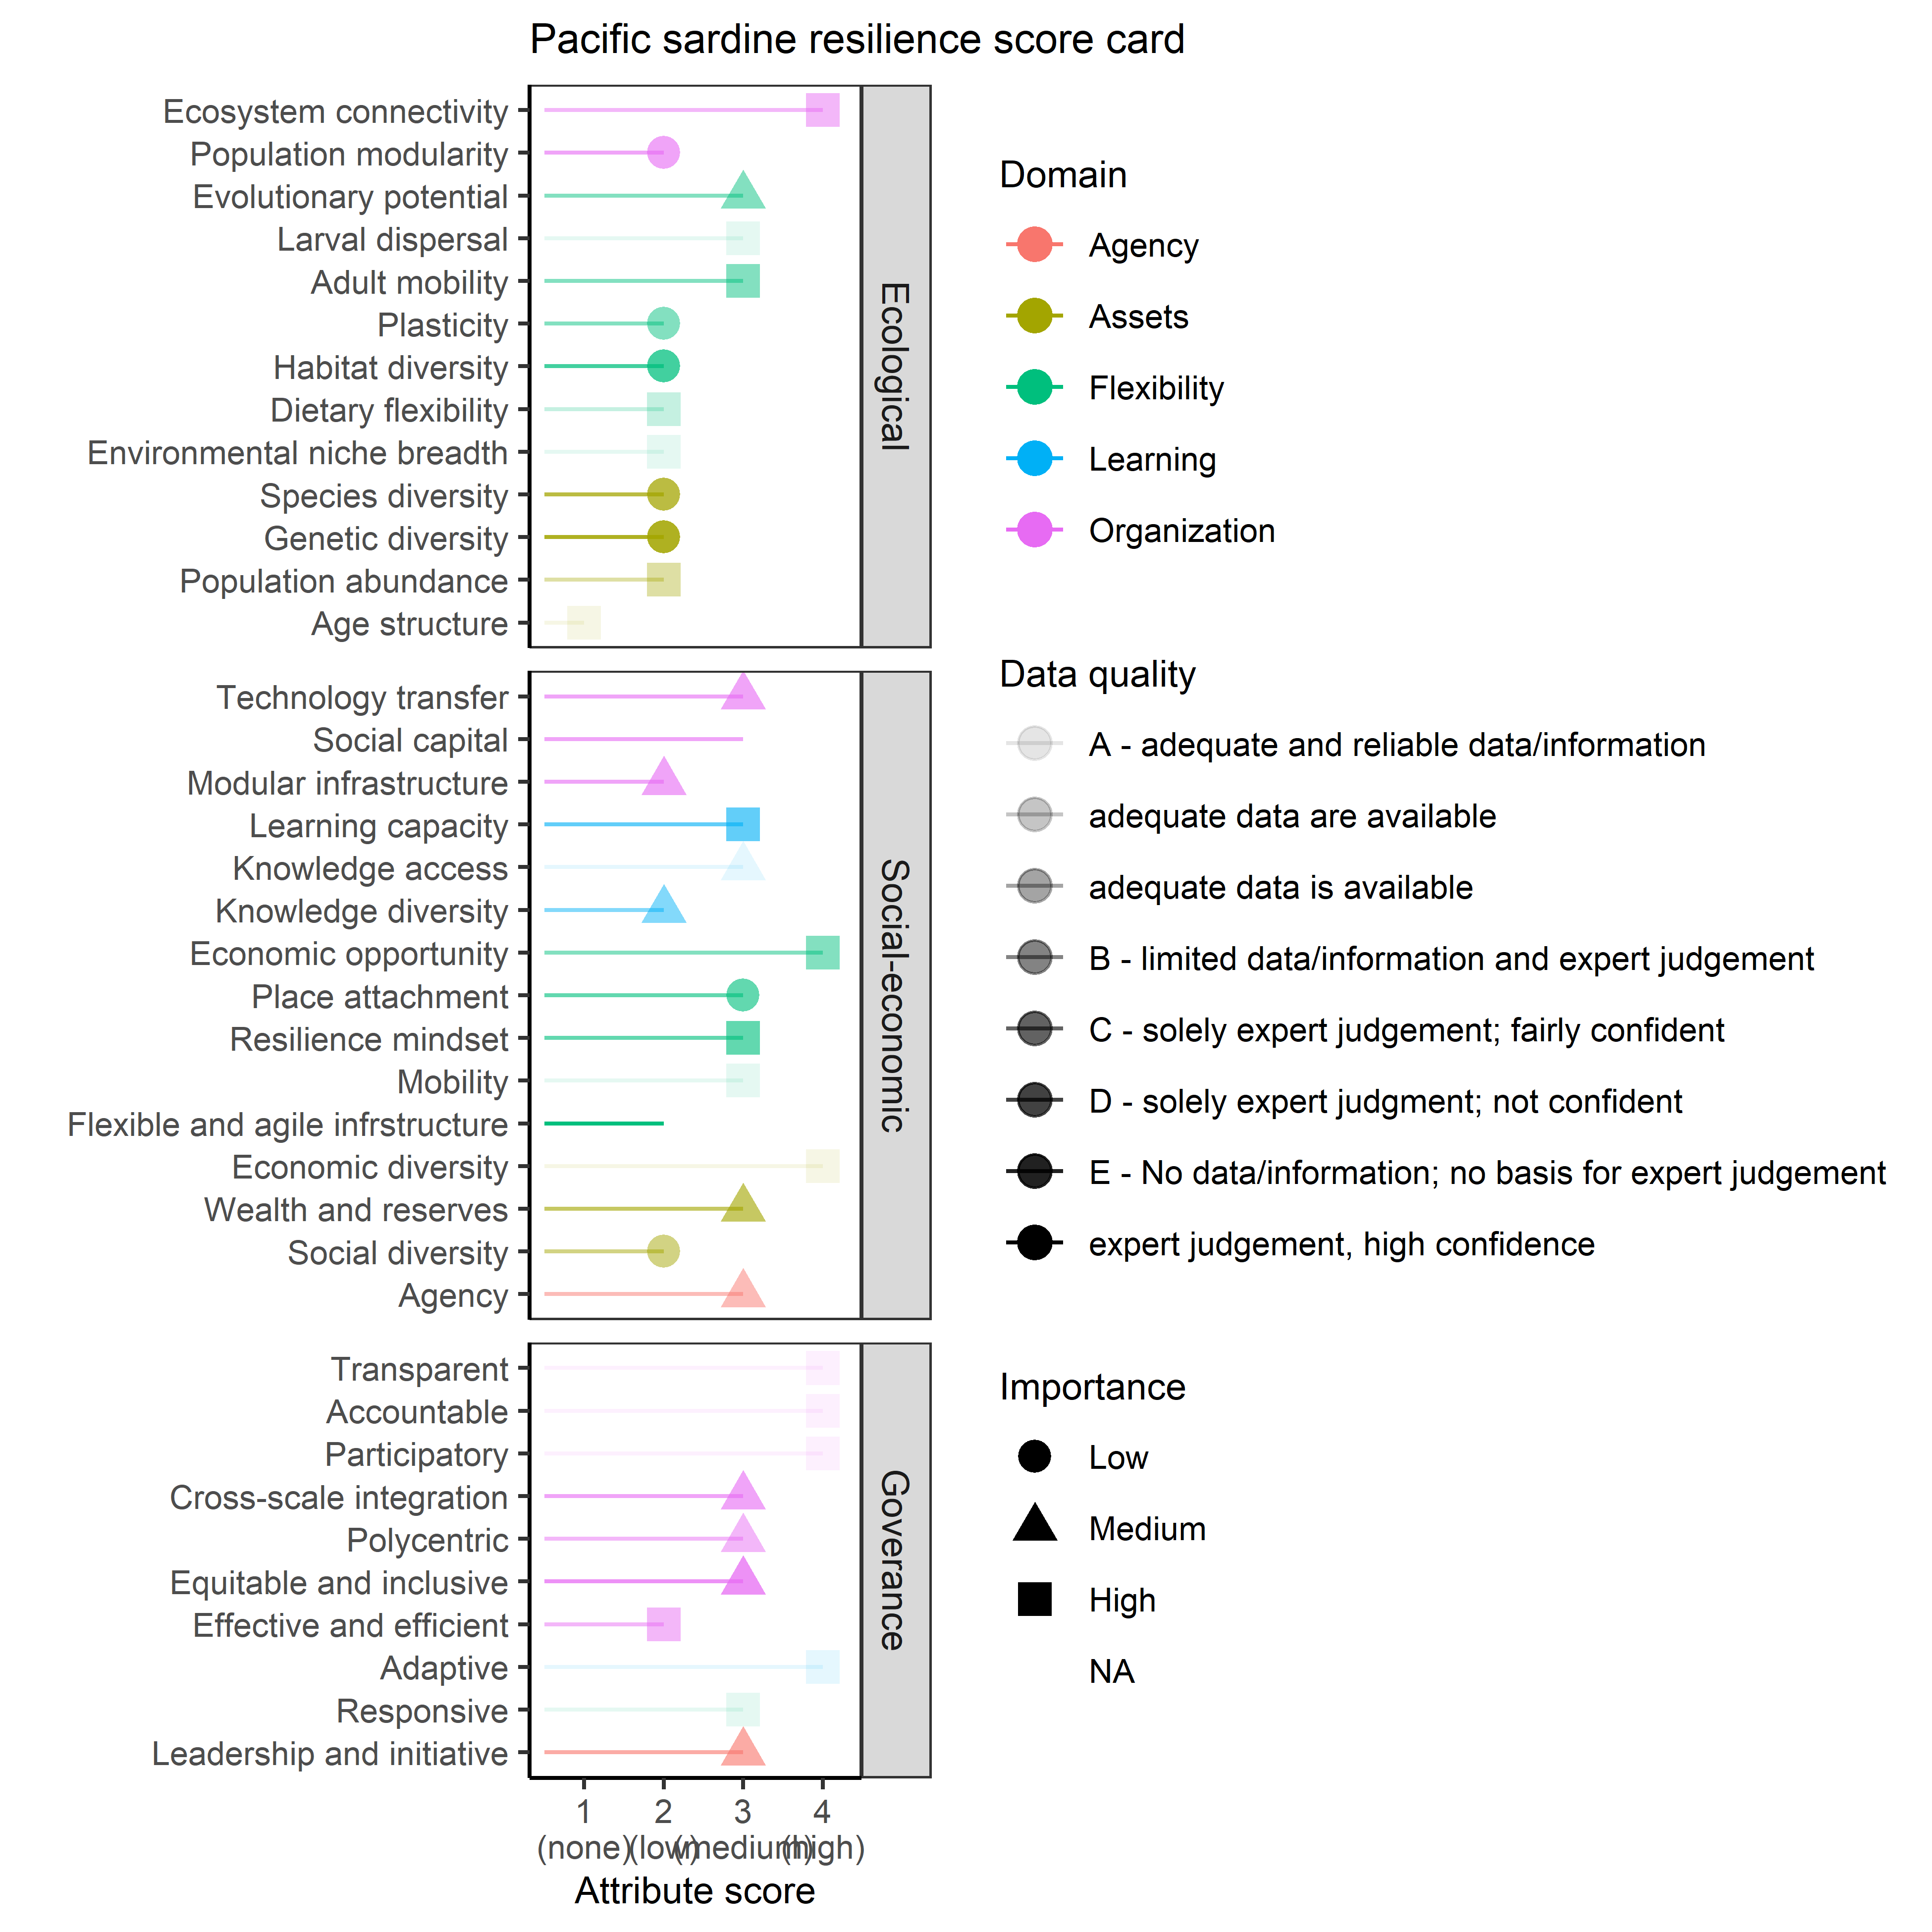 Pacific sardine resilience score card
Ecosystem connectivity
Population modularity
Evolutionary potential
Larval dispersal
Adult mobility
Plasticity
Habitat diversity
Dietary flexibility
Environmental niche breadth
Species diversity
Genetic diversity
Population abundance
Age structure
Ecological
Technology transfer
Social capital
Modular infrastructure
Learning capacity
Knowledge access
Knowledge diversity
Economic opportunity
Place attachment
Resilience mindset
Mobility
Flexible and agile infrstructure
Economic diversity
Wealth and reserves
Social diversity
Agency
Social-economic
Transparent
Accountable
Participatory
Cross-scale integration
Polycentric
Equitable and inclusive
Effective and efficient
Adaptive
Responsive
Leadership and initiative
Goverance
1 2 3 4
(none) (low) (medium) (high)
Attribute score
Domain
Agency
Assets
Flexibility
Learning
Organization
Data quality
A - adequate and reliable data/information
adequate data are available
adequate data is available
B - limited data/information and expert judgement
C - solely expert judgement; fairly confident
D - solely expert judgment; not confident
E - No data/information; no basis for expert judgement
expert judgement, high confidence
Importance
Low
Medium
High
NA